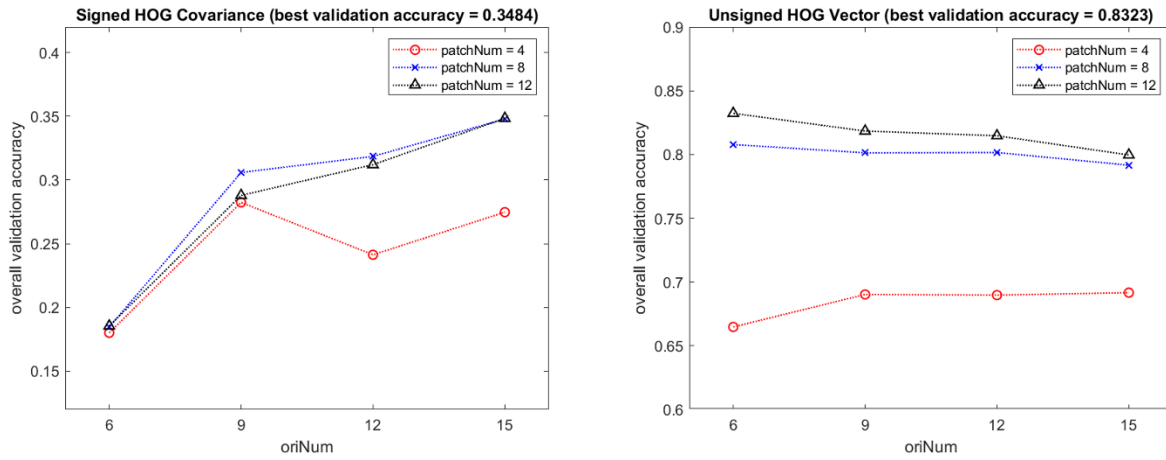 Signed HOG Covariance (best validation accuracy = 0.3484)
patchNum = 4
patchNum = 8
patchNum = 12
overall validation accuracy
0.4
0.35
0.3
0.25
0.2
0.15
6
9
12
15
oriNum
Unsigned HOG Vector (best validation accuracy = 0.8323)
patchNum = 4
patchNum = 8
patchNum = 12
overall validation accuracy
0.9
0.85
0.8
0.75
0.7
0.65
0.6
6
9
12
15
oriNum